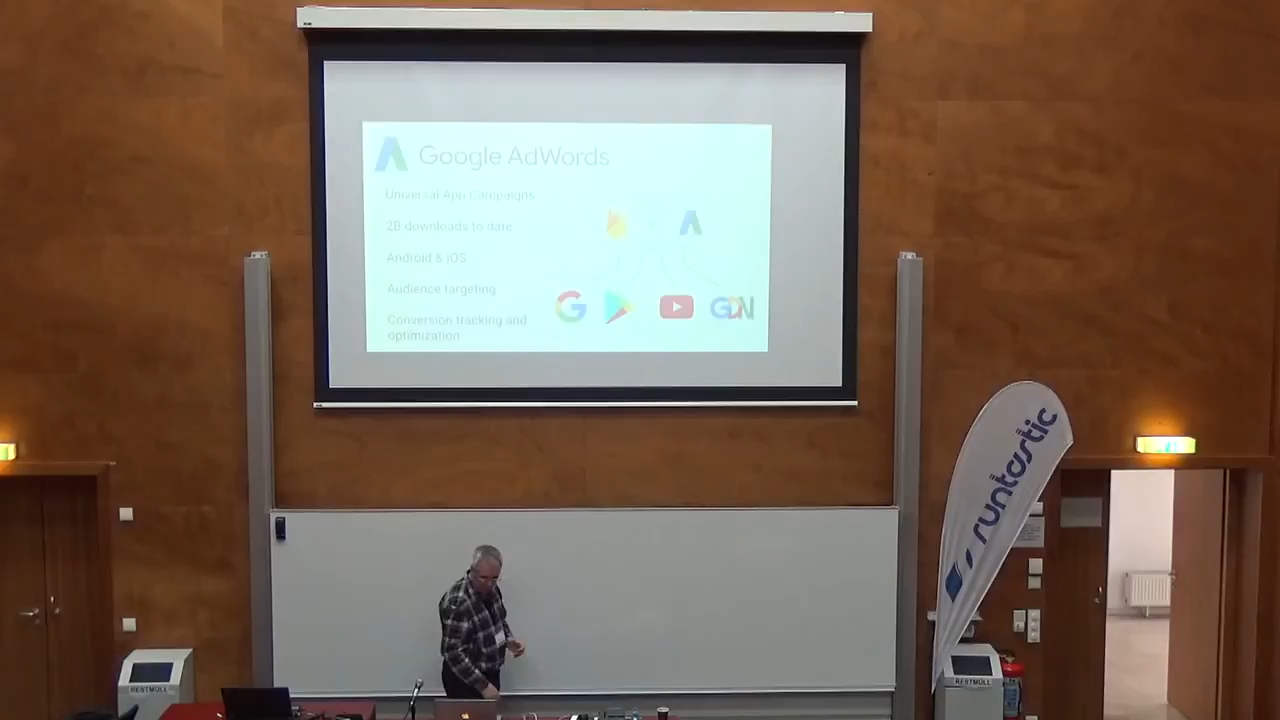 Google AdWords
Universal App Campaigns
2B downloads to date
Android & iOS
Audience targeting
Conversion tracking and
optimization
G
GDN
runtastic
RESTMÜLL
RESTMÜLL